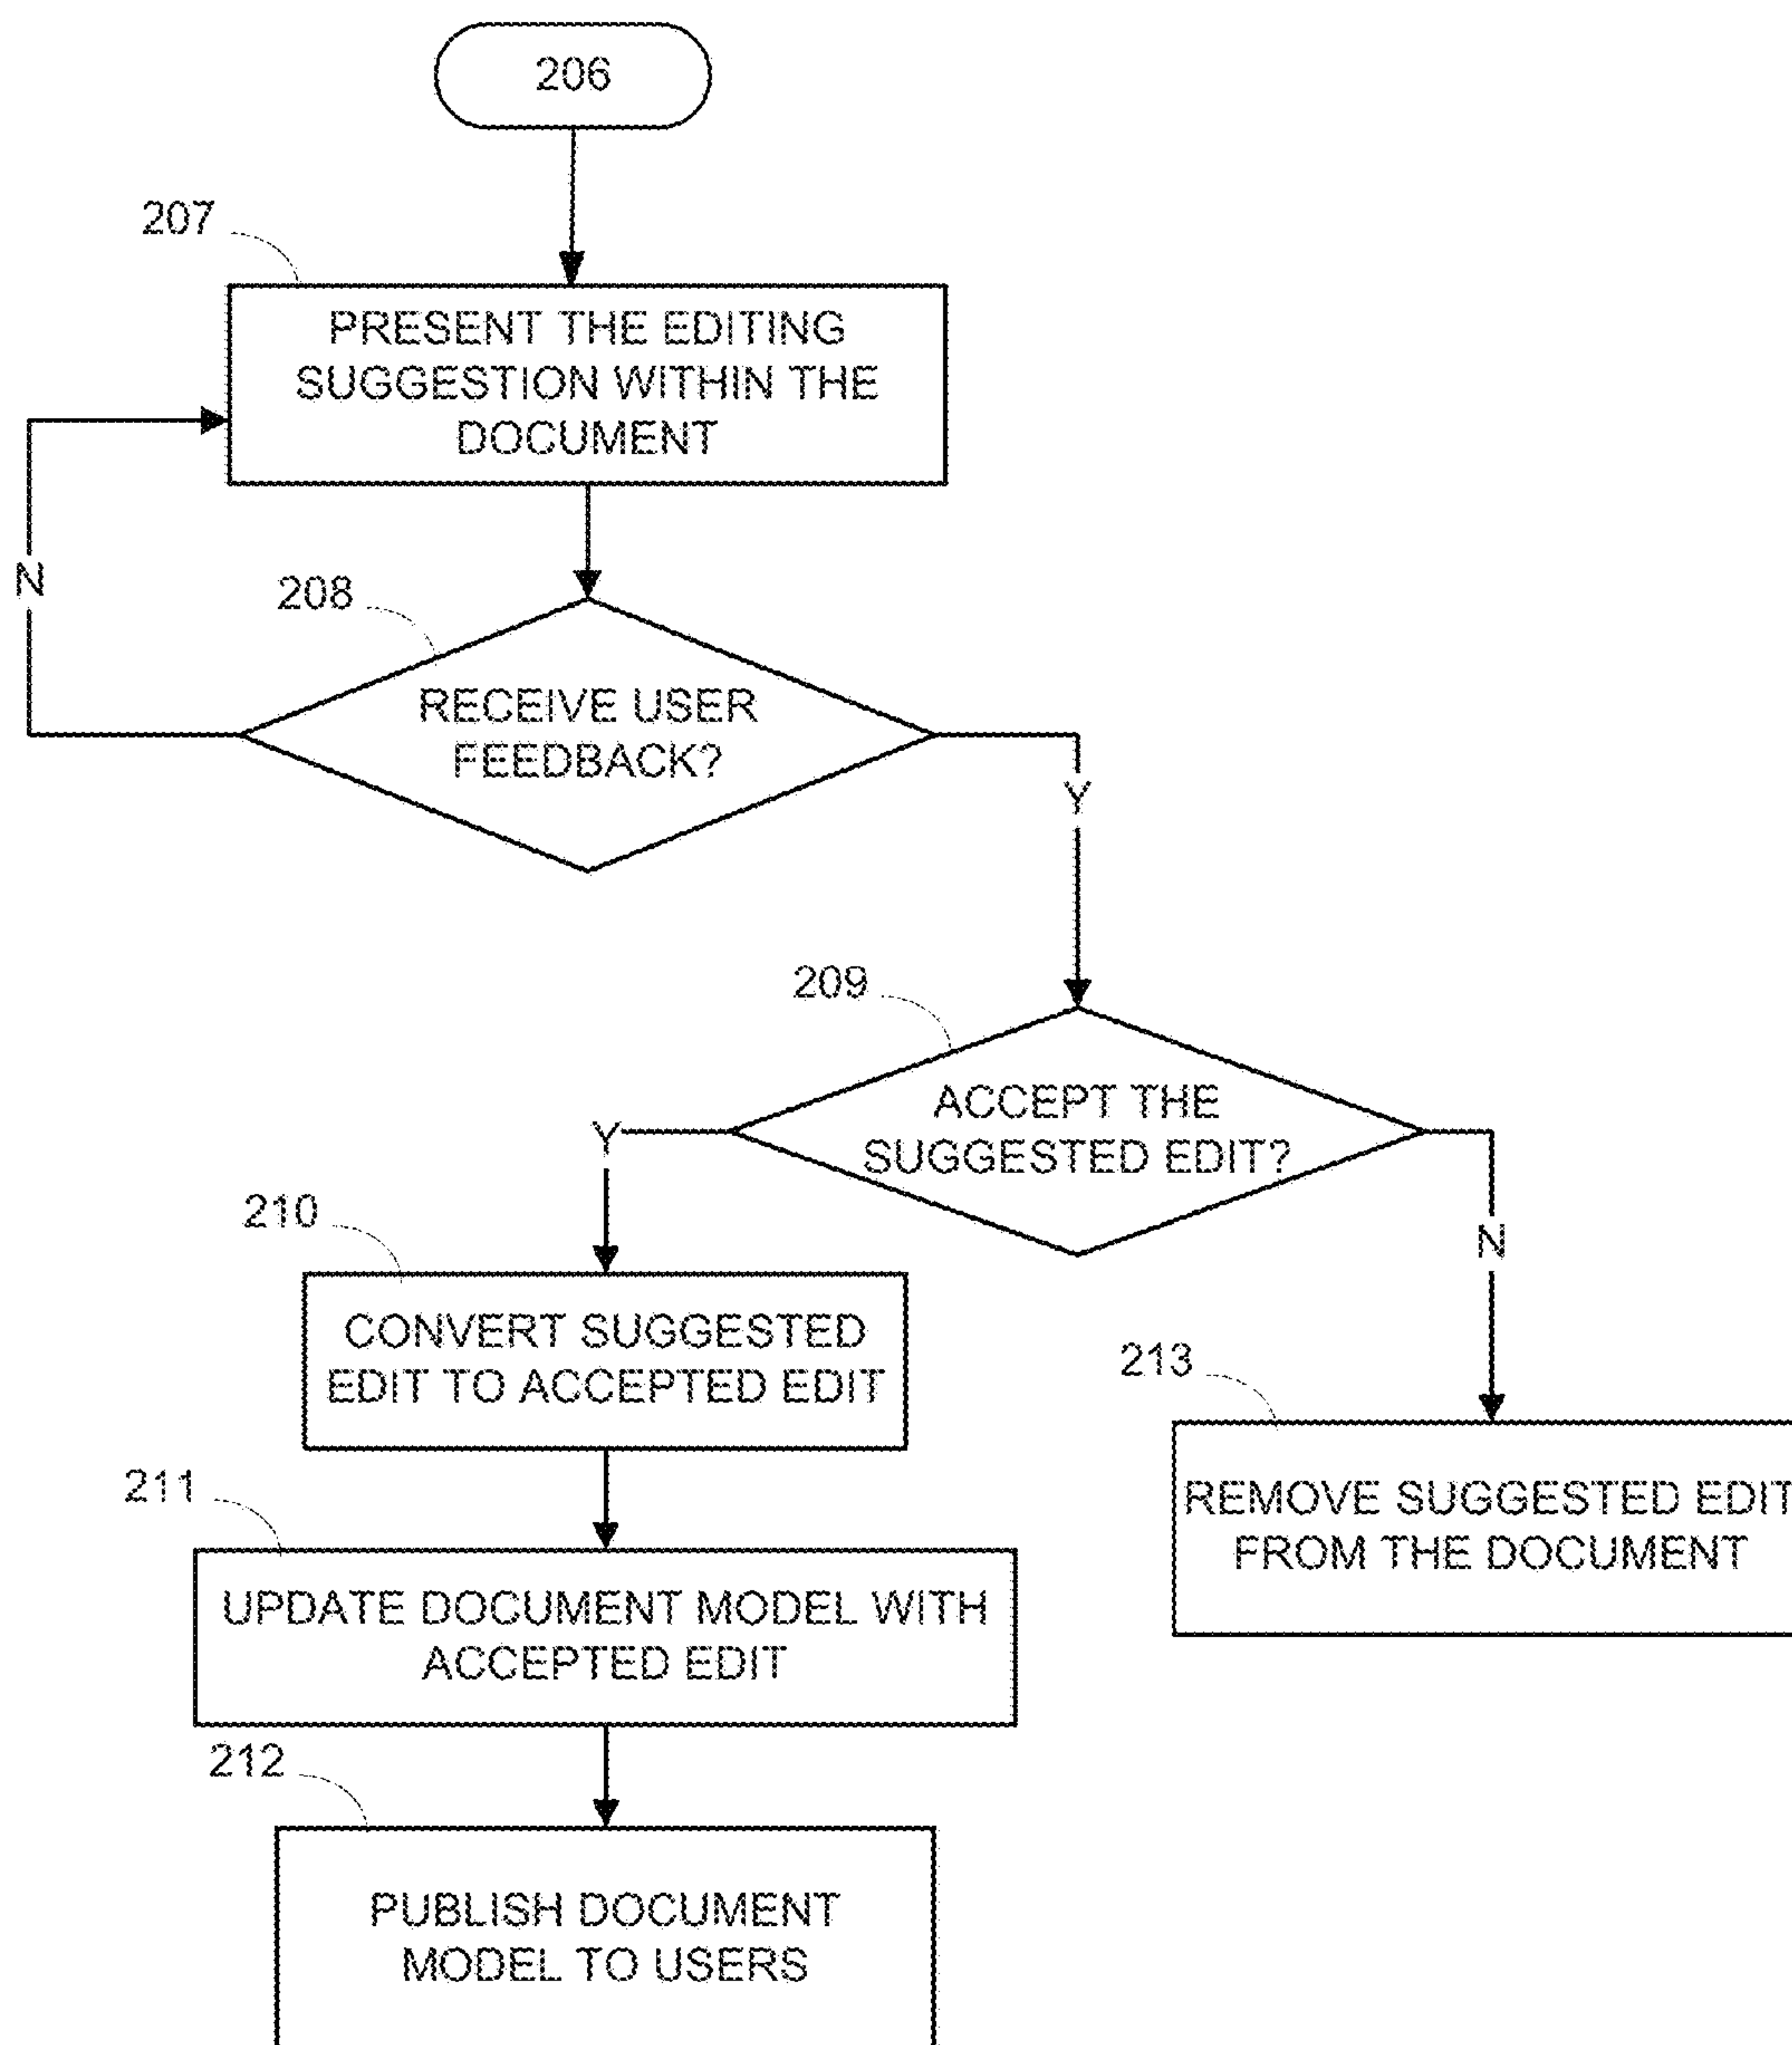 206
207
PRESENT THE EDITING
SUGGESTION WITHIN THE
DOCUMENT
N
208
RECEIVE USER
FEEDBACK?
Y
209
ACCEPT THE
SUGGESTED EDIT?
Y
N
210
CONVERT SUGGESTED
EDIT TO ACCEPTED EDIT
213
REMOVE SUGGESTED EDIT
FROM THE DOCUMENT
211
UPDATE DOCUMENT MODEL WITH
ACCEPTED EDIT
212
PUBLISH DOCUMENT
MODEL TO USERS